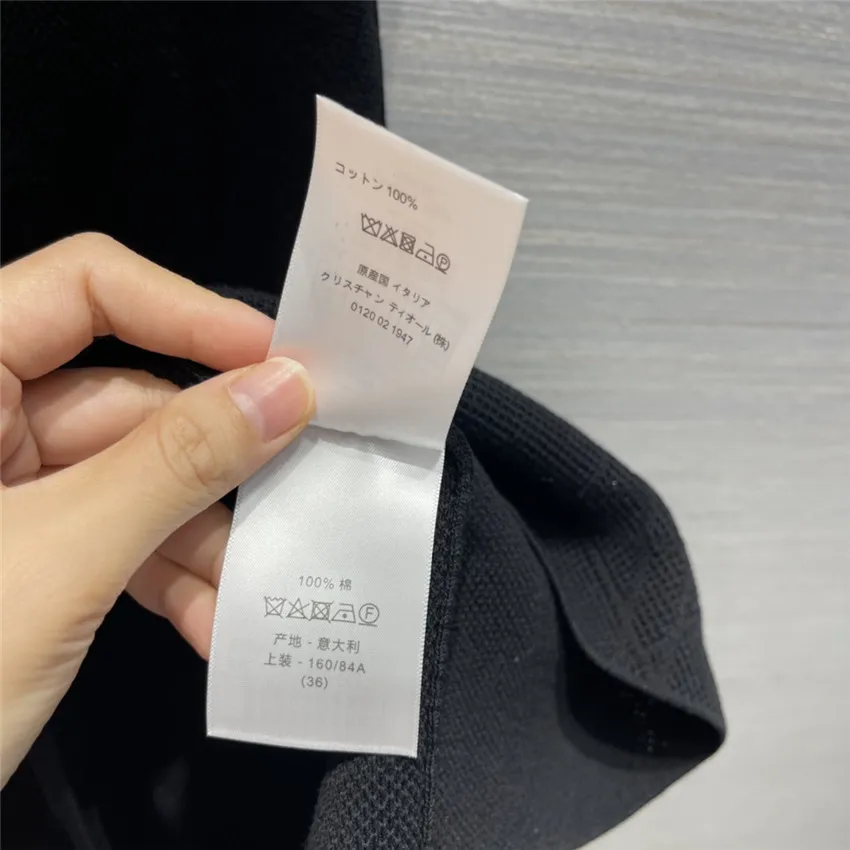 コットン 100%
P
原産国 イタリア
クリスチャン ディオール (株)
0120 02 1947
100% 棉
F
产地 - 意大利
上装 - 160/84A
(36)